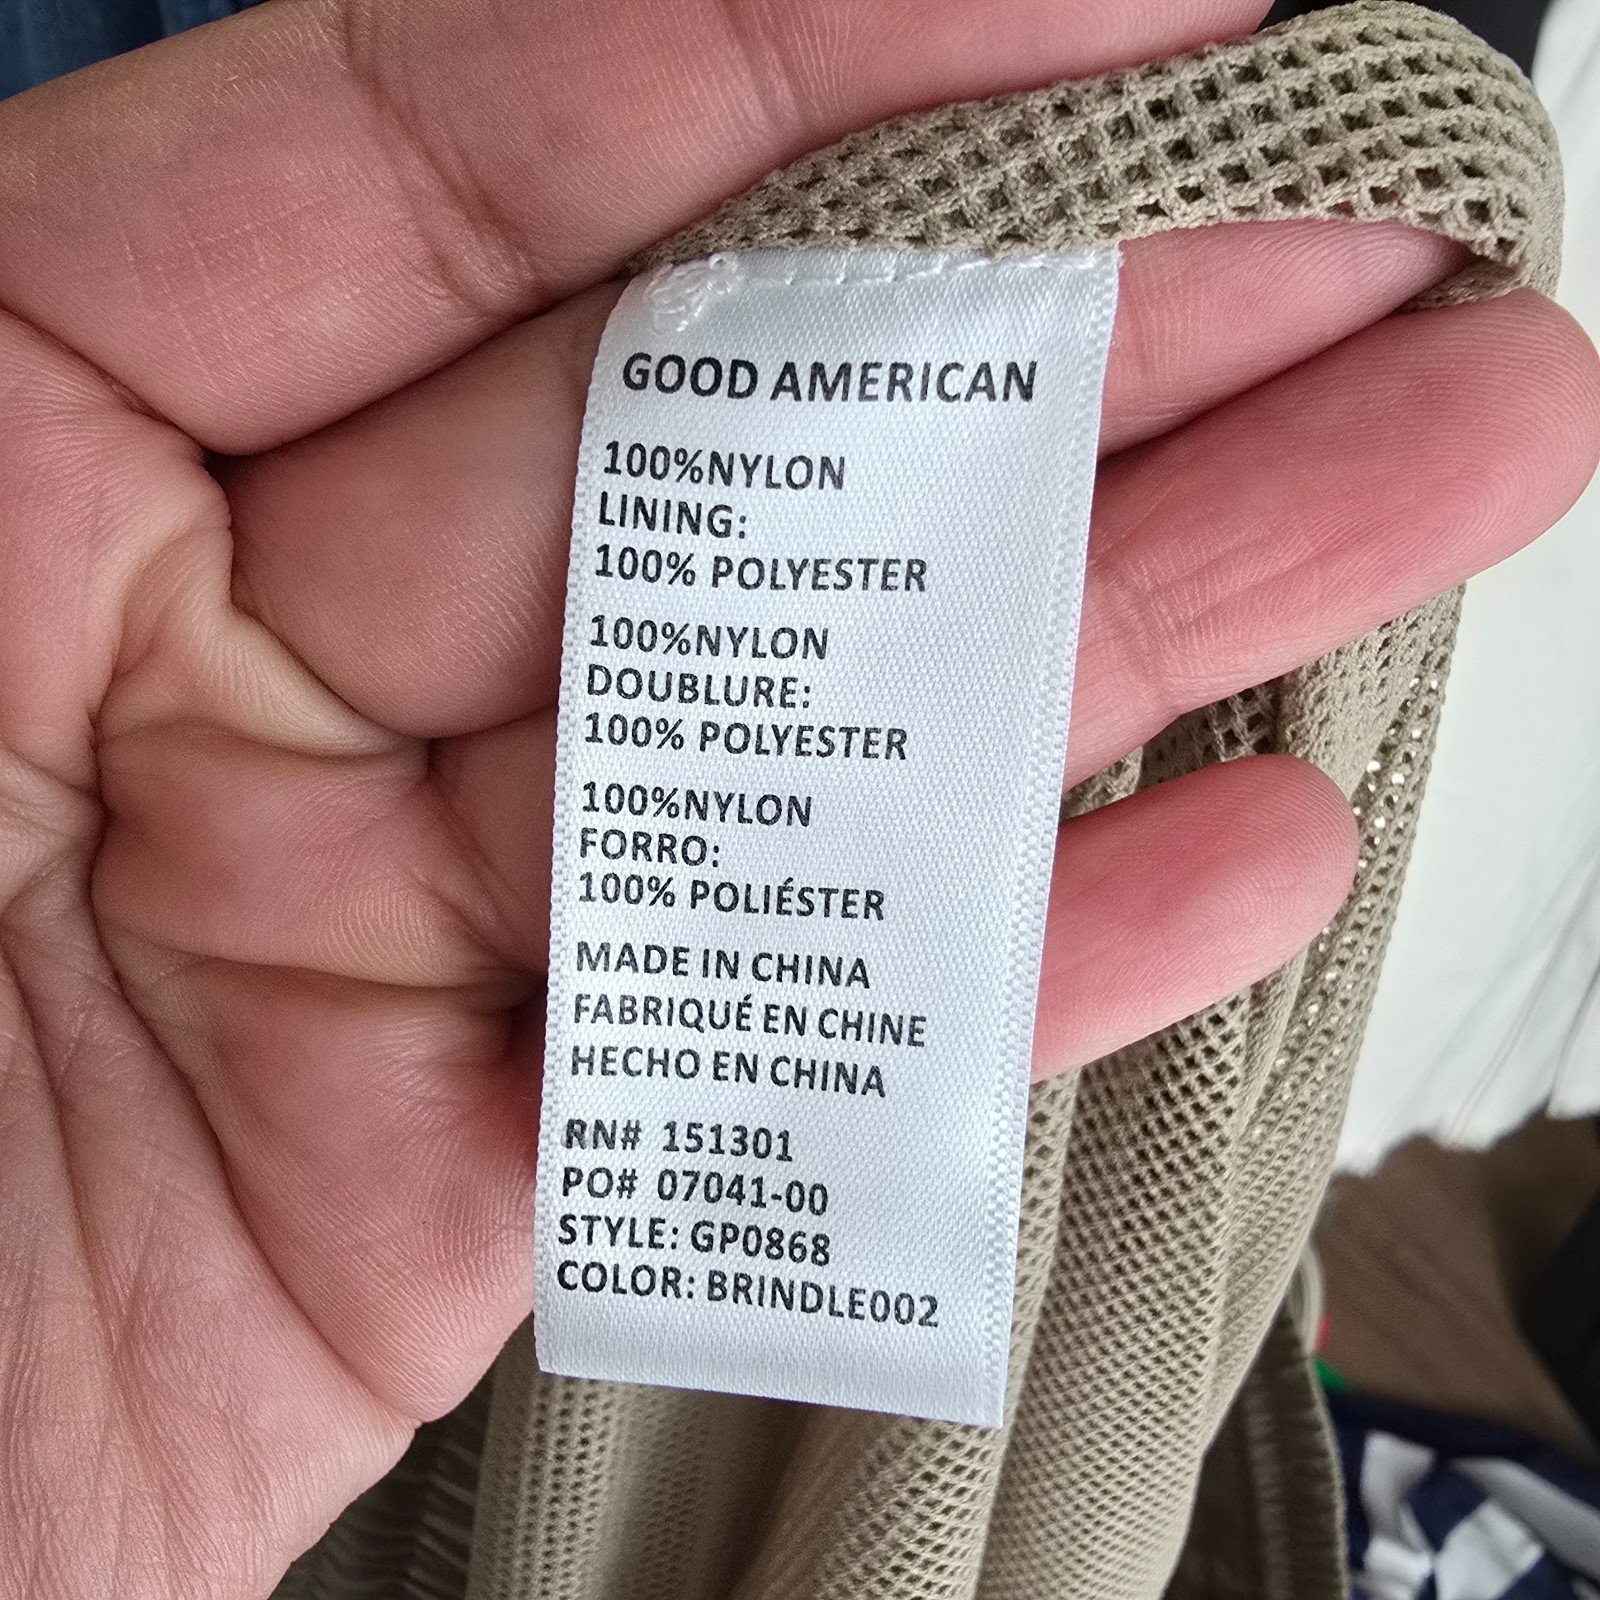 GOOD AMERICAN
100%NYLON
LINING:
100% POLYESTER
100%NYLON
DOUBLURE:
100% POLYESTER
100%NYLON
FORRO:
100% POLIÉSTER
MADE IN CHINA
FABRIQUÉ EN CHINE
HECHO EN CHINA
RN# 151301
PO# 07041-00
STYLE: GP0868
COLOR: BRINDLE002